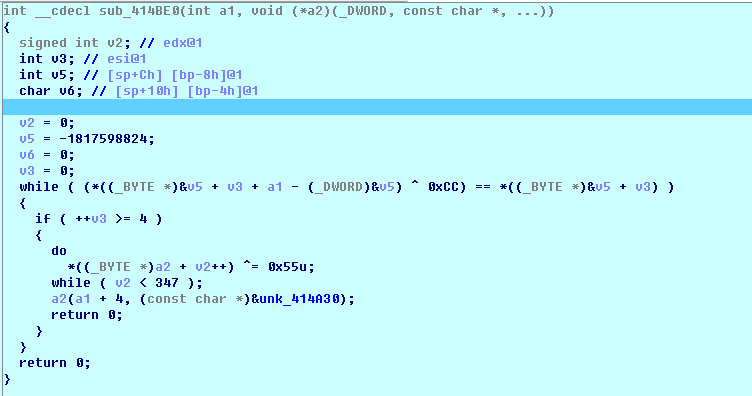 int __cdecl sub_414BE0(int a1, void (*a2)(_DWORD, const char *, ...))
{
signed int v2; // edx@1
int v3; // esi@1
int v5; // [sp+Ch] [bp-8h]@1
char v6; // [sp+10h] [bp-4h]@1
v2 = 0;
v5 = -1817598824;
v6 = 0;
v3 = 0;
while ( (*((_BYTE *)&v5 + v3 + a1 - (_DWORD)&v5) ^ 0xCC) == *((_BYTE *)&v5 + v3) )
{
if ( ++v3 >= 4 )
{
do
*((_BYTE *)a2 + v2++) ^= 0x55u;
while ( v2 < 347 );
a2(a1 + 4, (const char *)&unk_414A30);
return 0;
}
}
return 0;
}